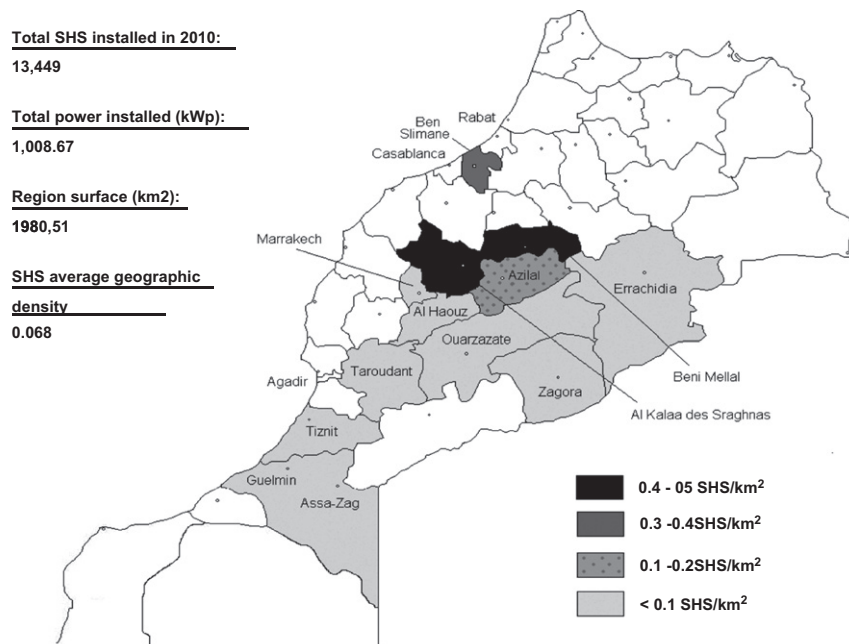 Total SHS installed in 2010:
13,449
Total power installed (kWp):
1,008.67
Region surface (km2):
1980,51
SHS average geographic
density
0.068
Rabat
Ben
Slimane
Casablanca
Marrakech
Azilal
Errachidia
Al Haouz
Ouarzazate
Taroudant
Beni Mellal
Agadir
Zagora
Al Kalaa des Sraghnas
Tiznit
Guelmin
Assa-Zag
0.4 - 05 SHS/km²
0.3 -0.4SHS/km²
0.1 -0.2SHS/km²
< 0.1 SHS/km²